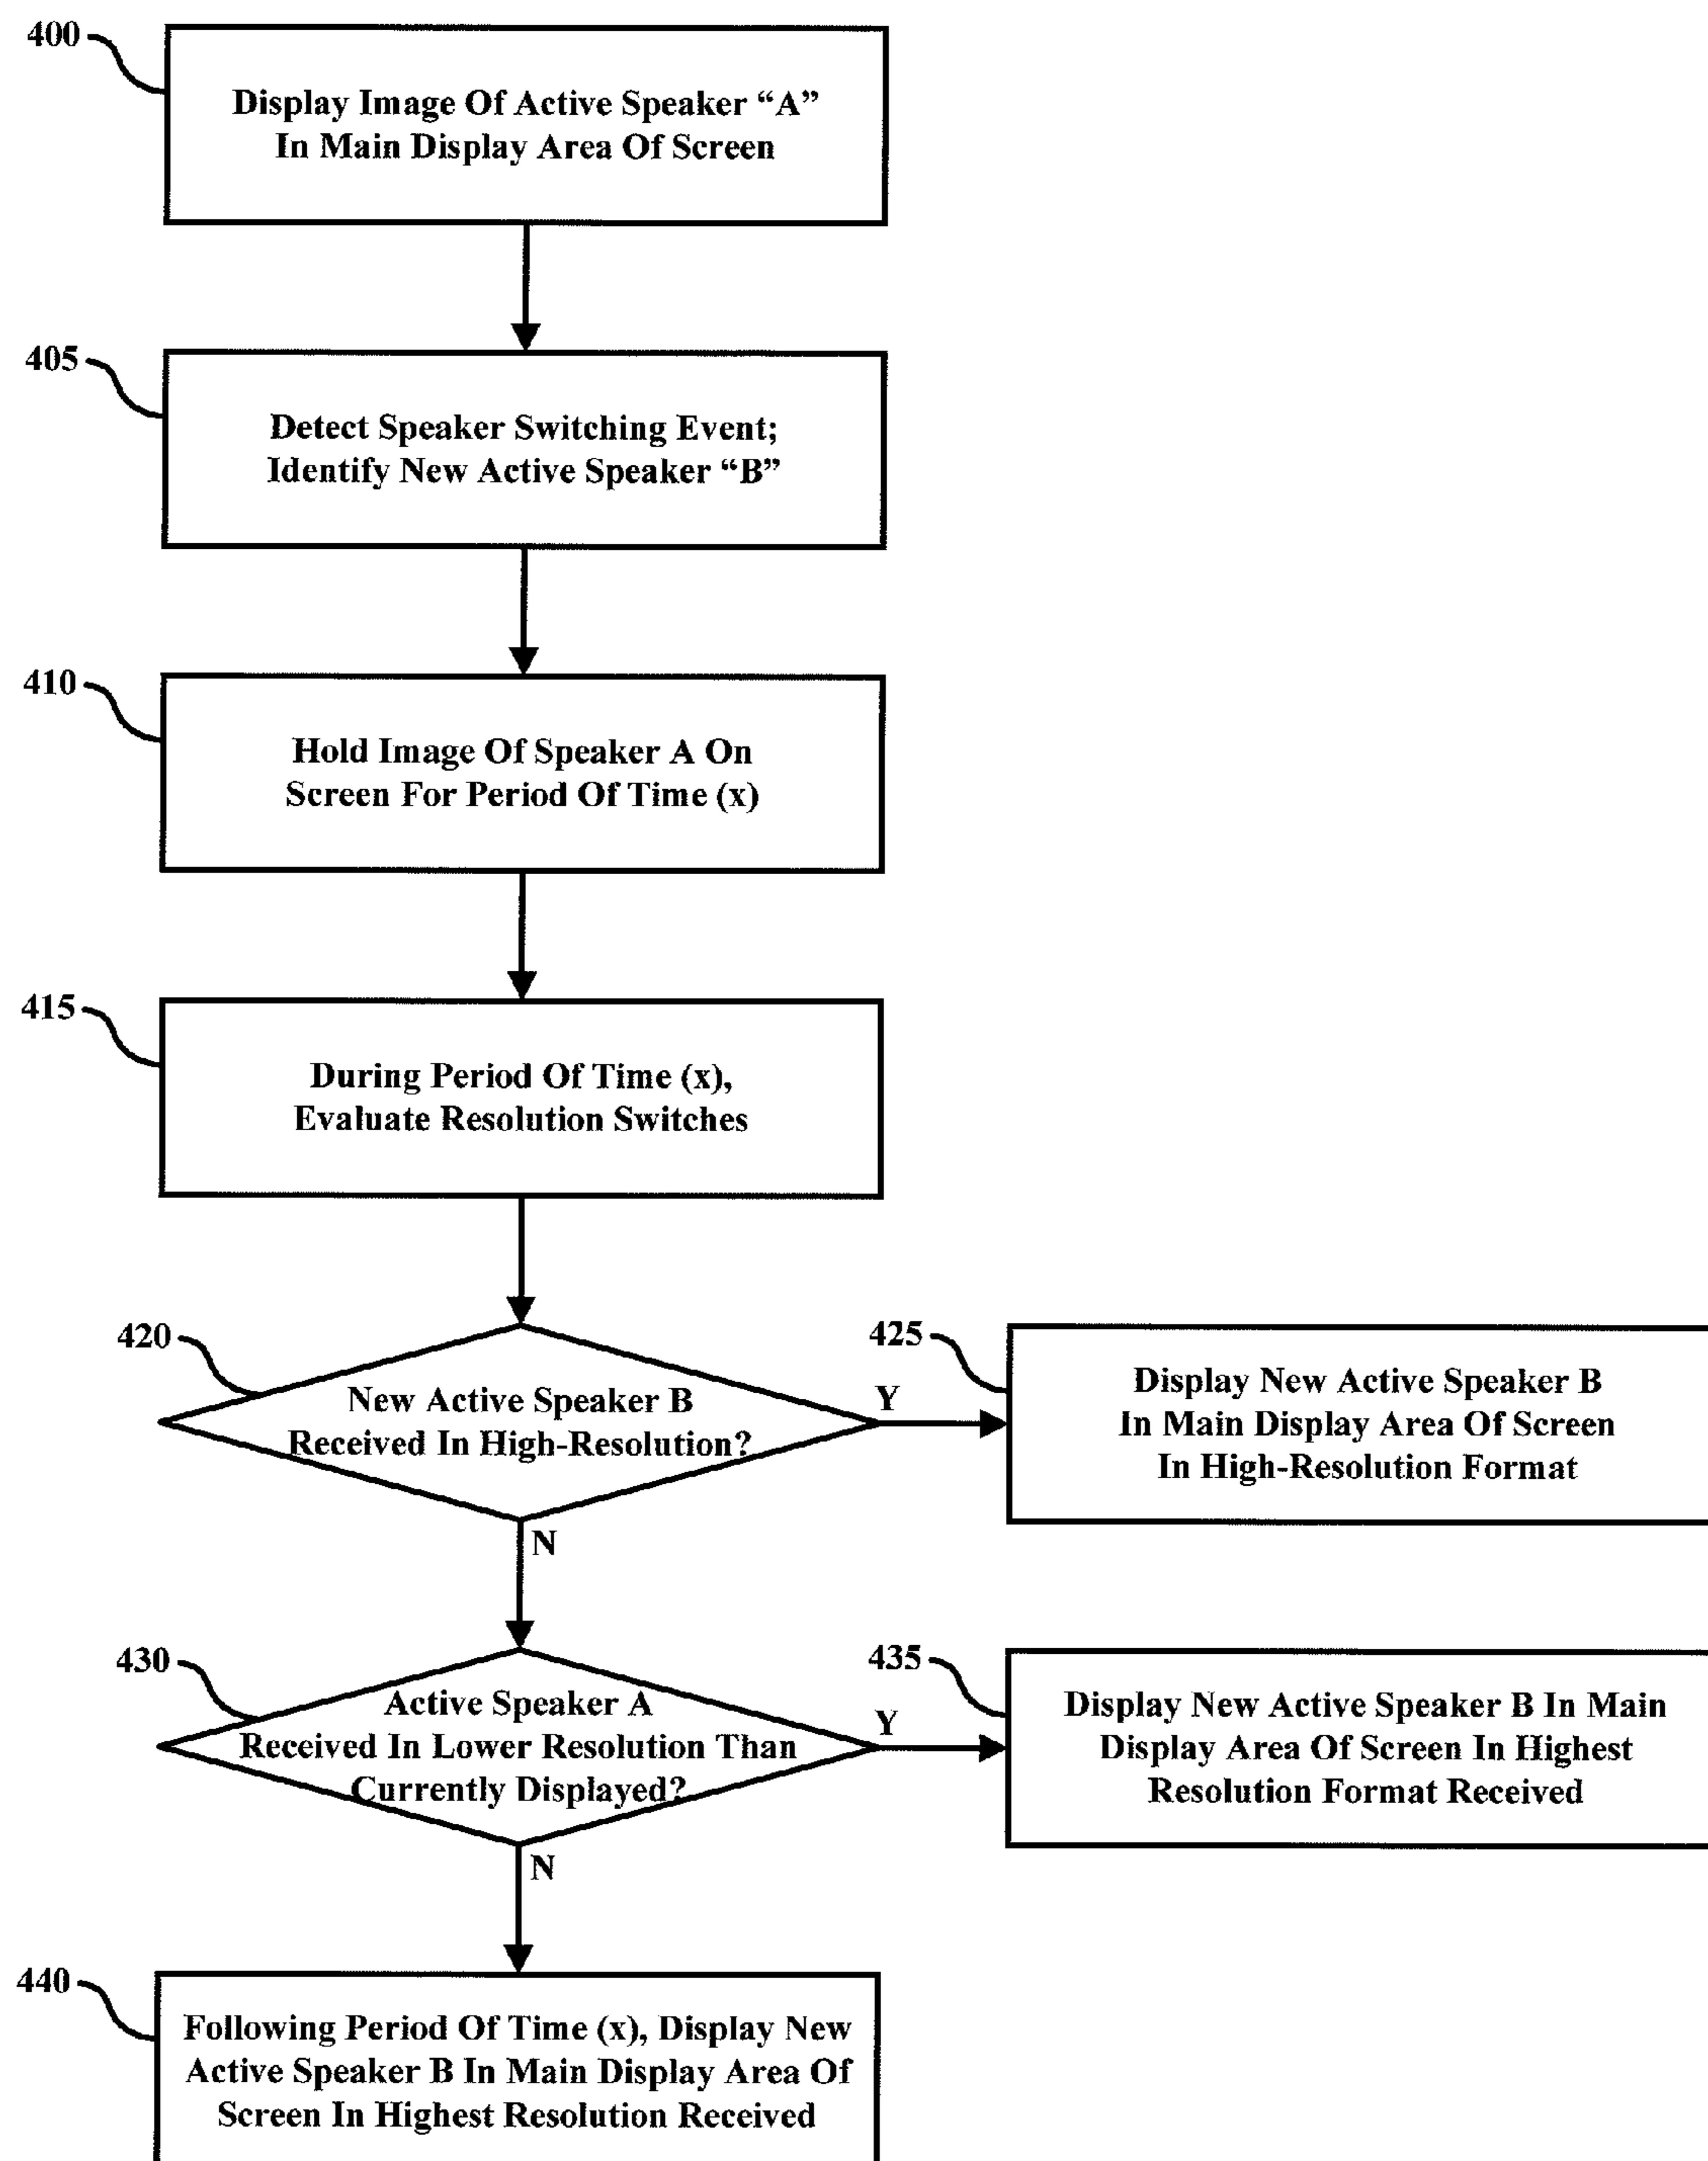 400
Display Image Of Active Speaker “A”
In Main Display Area Of Screen
405
Detect Speaker Switching Event;
Identify New Active Speaker “B”
410
Hold Image Of Speaker A On
Screen For Period Of Time (x)
415
During Period Of Time (x),
Evaluate Resolution Switches
420
New Active Speaker B
Received In High-Resolution?
Y
425
Display New Active Speaker B
In Main Display Area Of Screen
In High-Resolution Format
N
430
Active Speaker A
Received In Lower Resolution Than
Currently Displayed?
Y
435
Display New Active Speaker B In Main
Display Area Of Screen In Highest
Resolution Format Received
N
440
Following Period Of Time (x), Display New
Active Speaker B In Main Display Area Of
Screen In Highest Resolution Received